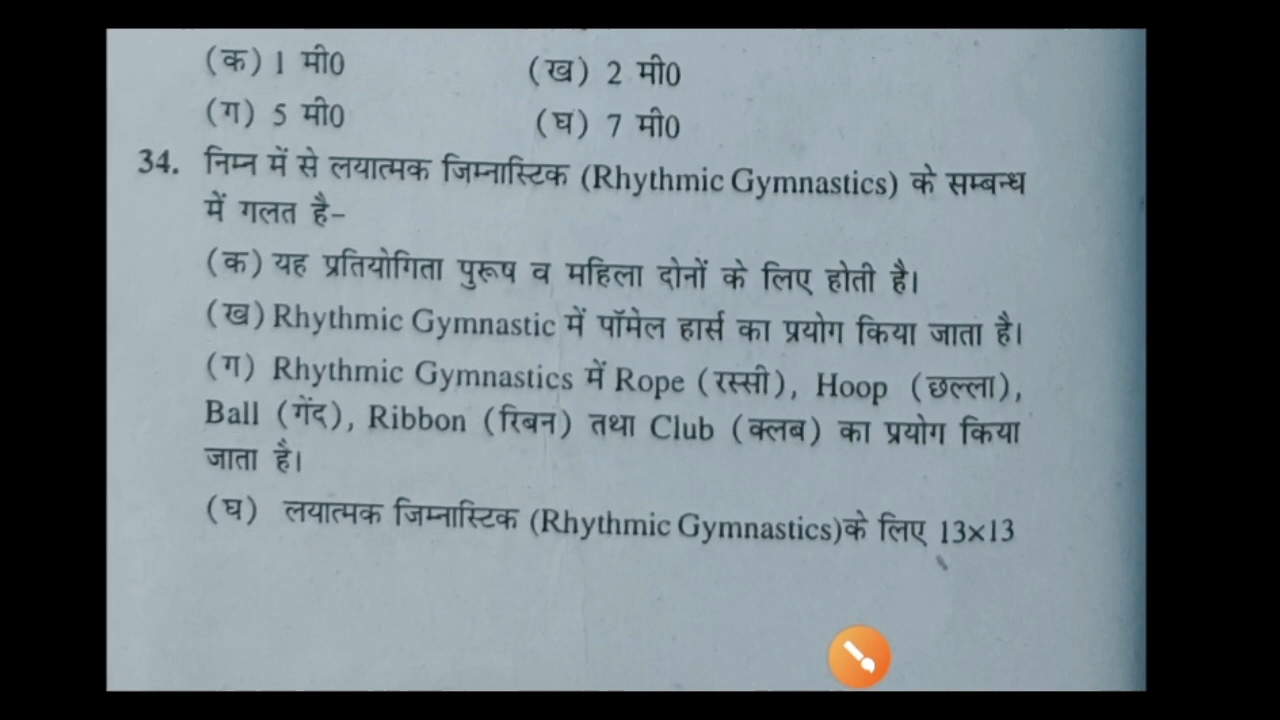 (क) 1 मी0 (ख) 2 मी0
(ग) 5 मी0 (घ) 7 मी0
34. निम्न में से लयात्मक जिम्नास्टिक (Rhythmic Gymnastics) के सम्बन्ध
में गलत है-
(क) यह प्रतियोगिता पुरूष व महिला दोनों के लिए होती है।
(ख) Rhythmic Gymnastic में पॉमेल हार्स का प्रयोग किया जाता है।
(ग) Rhythmic Gymnastics में Rope (रस्सी), Hoop (छल्ला),
Ball (गेंद), Ribbon (रिबन) तथा Club (क्लब) का प्रयोग किया
जाता है।
(घ) लयात्मक जिम्नास्टिक (Rhythmic Gymnastics)के लिए 13×13